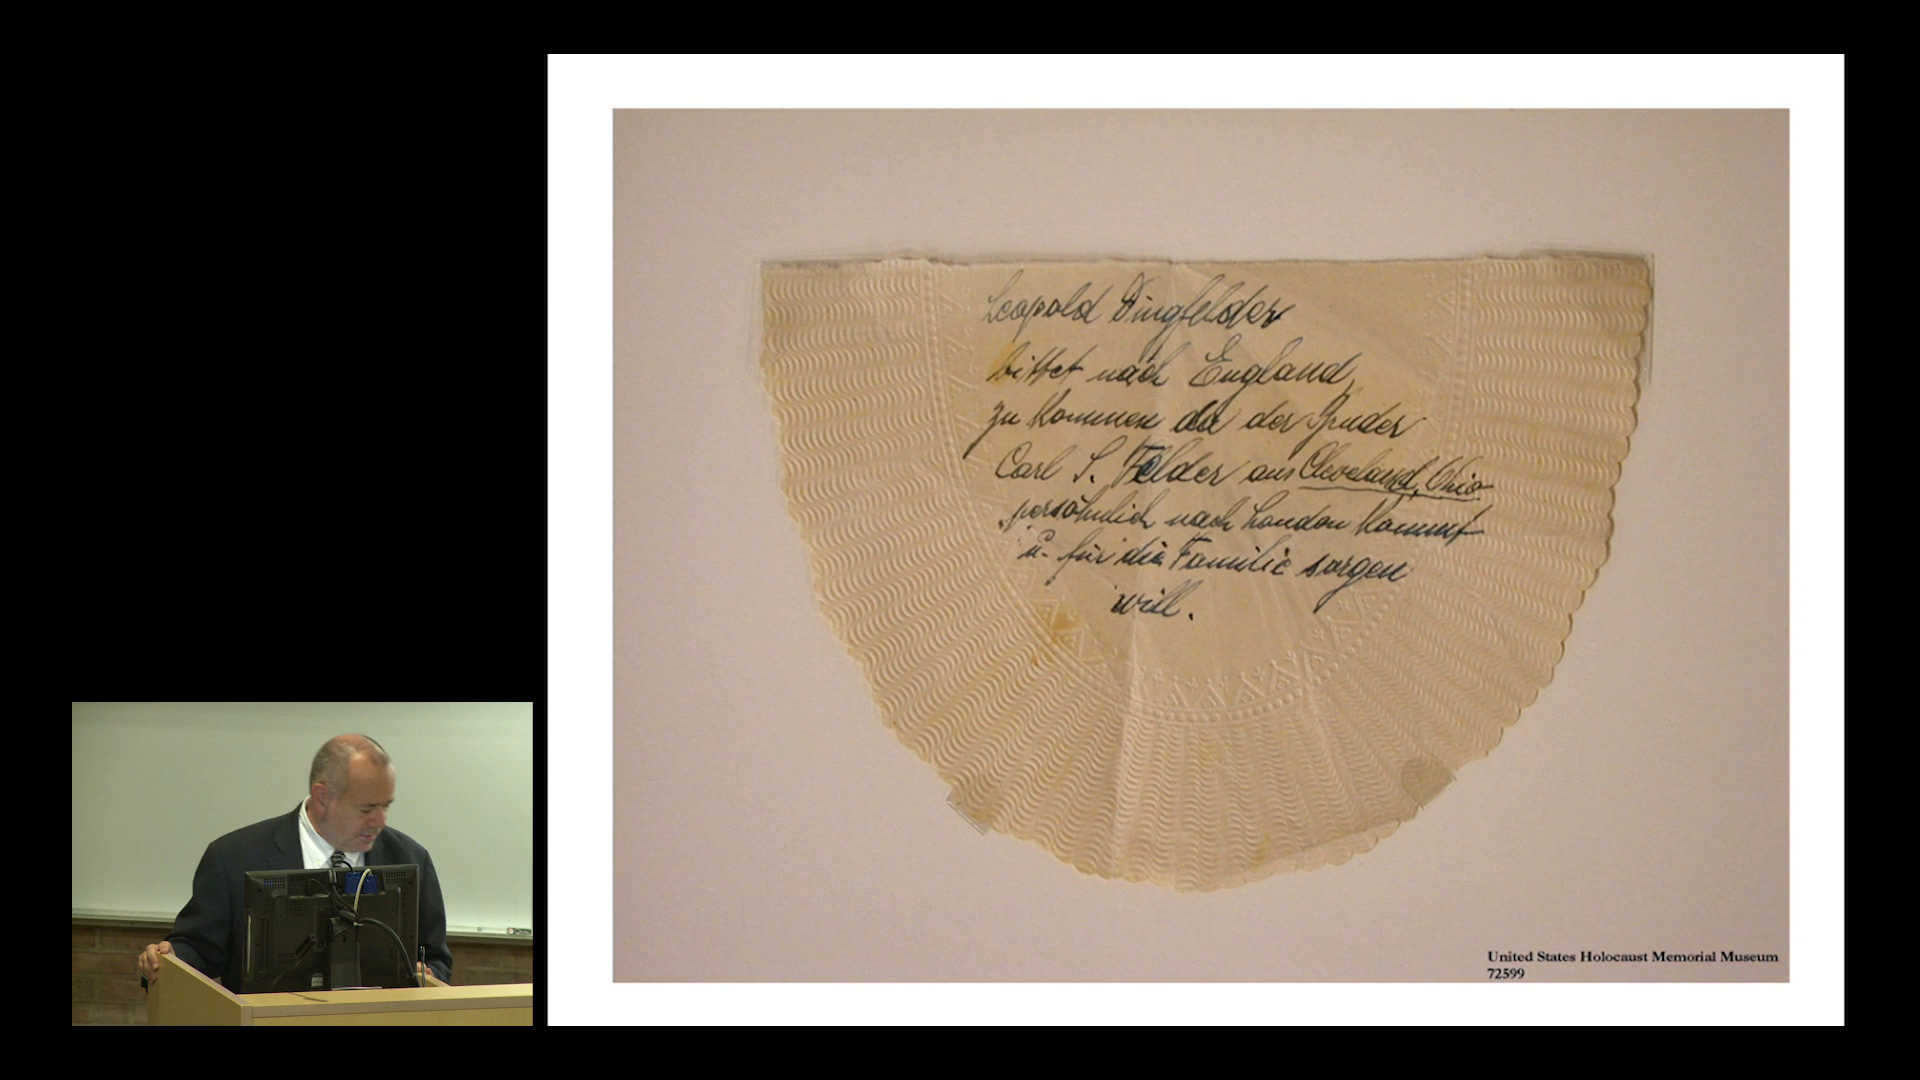 Leopold Dingfelder
bittet nach England,
zu kommen da der Bruder
Carl S. Felder aus Cleveland, Ohio
persöhnlich nach London kommt
u. für die Familie sorgen
will.
United States Holocaust Memorial Museum
72599